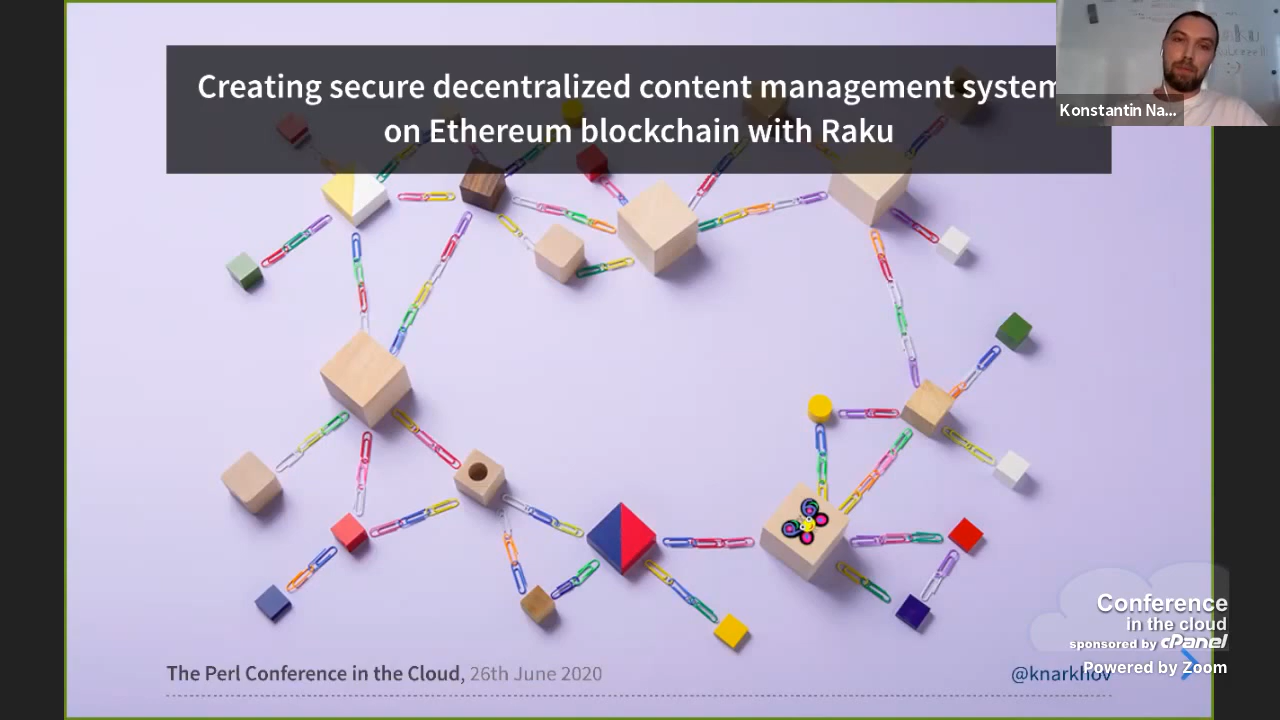 Creating secure decentralized content management system
on Ethereum blockchain with Raku
Konstantin Na...
Conference
in the cloud
sponsored by cPanel
Powered by Zoom
The Perl Conference in the Cloud, 26th June 2020
@knarkhov